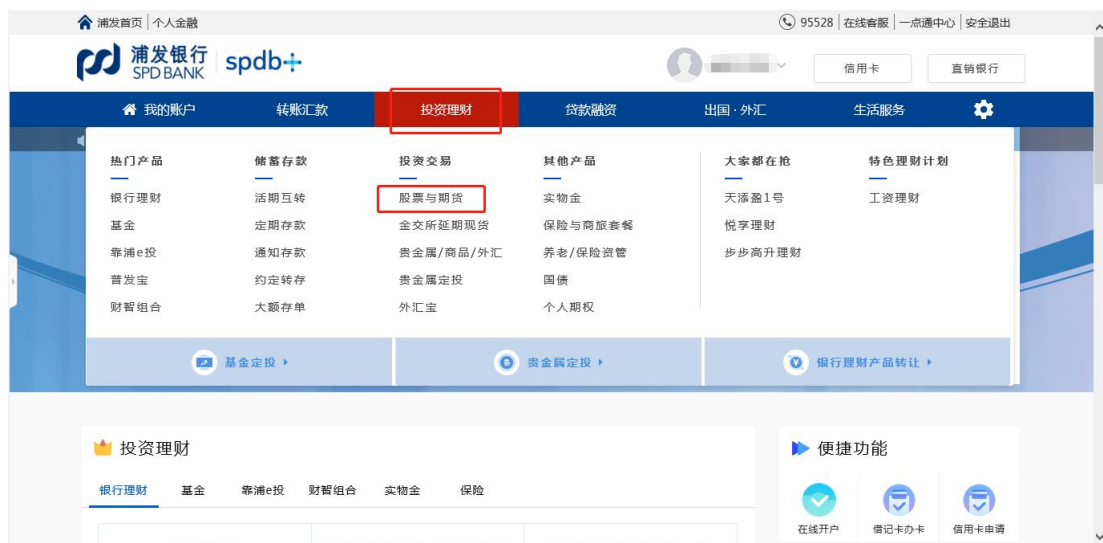 浦发首页 个人金融 95528 在线客服 一点通中心 安全退出
浦发银行 SPD BANK spdb+ 信用卡 直销银行
我的账户 转账汇款 投资理财 贷款融资 出国·外汇 生活服务
热门产品 储蓄存款 投资交易 其他产品 大家都在抢 特色理财计划
银行理财 活期互转 股票与期货 实物金 天添盈1号 工资理财
基金 定期存款 金交所延期现货 保险与商旅套餐 悦享理财
靠浦e投 通知存款 贵金属/商品/外汇 养老/保险资管 步步高升理财
普发宝 约定转存 贵金属定投 国债
财智组合 大额存单 外汇宝 个人期权
基金定投 贵金属定投 银行理财产品转让
投资理财 便捷功能
银行理财 基金 靠浦e投 财智组合 实物金 保险
在线开户 借记卡办卡 信用卡申请